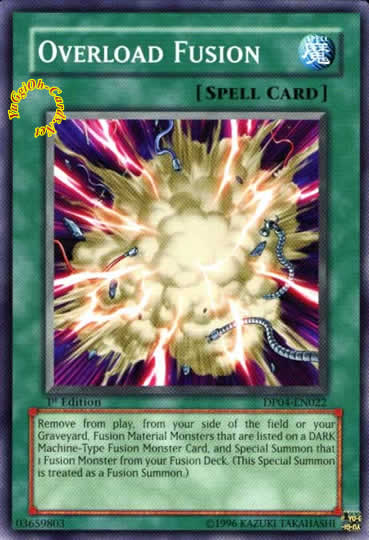 OVERLOAD FUSION
魔
YuGgiOh-Cards.Net
[SPELL CARD]
1st Edition
DP04-EN022
Remove from play, from your side of the field or your
Graveyard, Fusion Material Monsters that are listed on a DARK
Machine-Type Fusion Monster Card, and Special Summon that
1 Fusion Monster from your Fusion Deck. (This Special Summon
is treated as a Fusion Summon.)
03659803
©1996 KAZUKI TAKAHASHI